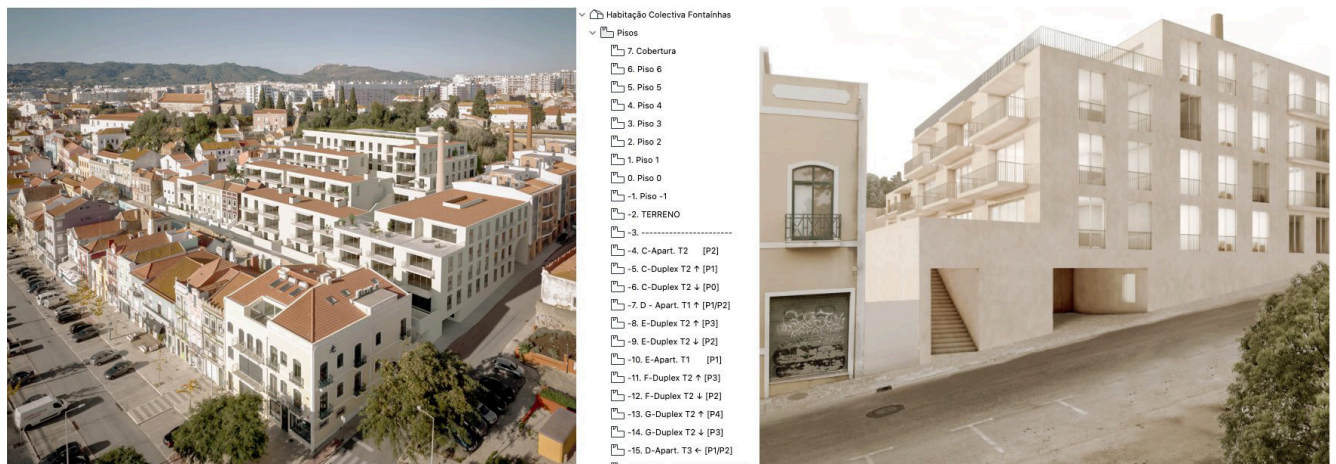 Habitação Colectiva Fontaínhas
Pisos
7. Cobertura
6. Piso 6
5. Piso 5
4. Piso 4
3. Piso 3
2. Piso 2
1. Piso 1
0. Piso 0
-1. Piso -1
-2. TERRENO
-3. ----------------------
-4. C-Apart. T2 [P2]
-5. C-Duplex T2 ↑ [P1]
-6. C-Duplex T2 ↓ [P0]
-7. D - Apart. T1 ↑ [P1/P2]
-8. E-Duplex T2 ↑ [P3]
-9. E-Duplex T2 ↓ [P2]
-10. E-Apart. T1 [P1]
-11. F-Duplex T2 ↑ [P3]
-12. F-Duplex T2 ↓ [P2]
-13. G-Duplex T2 ↑ [P4]
-14. G-Duplex T2 ↓ [P3]
-15. D-Apart. T3 ← [P1/P2]